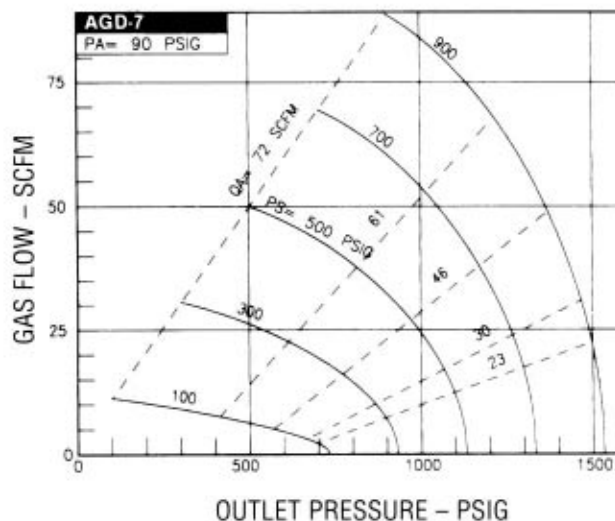 AGD-7
PA= 90 PSIG
GAS FLOW – SCFM
75
50
25
0
QA= 72 SCFM
61
46
30
23
900
700
PS= 500 PSIG
300
100
0
500
1000
1500
OUTLET PRESSURE – PSIG